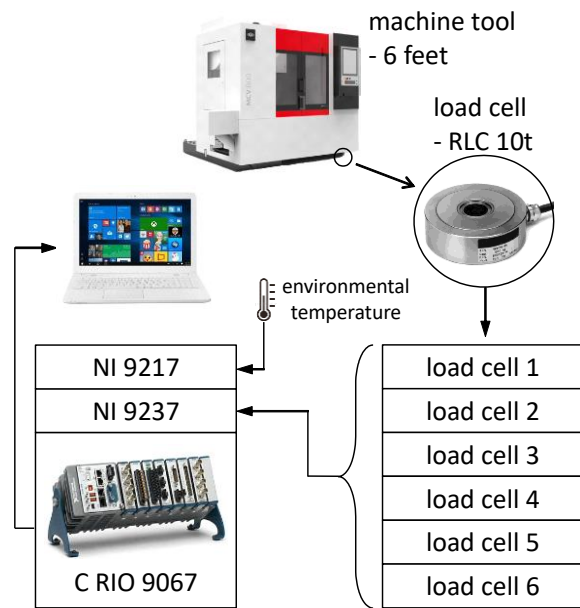 machine tool
- 6 feet
load cell
- RLC 10t
environmental
temperature
NI 9217
NI 9237
C RIO 9067
load cell 1
load cell 2
load cell 3
load cell 4
load cell 5
load cell 6